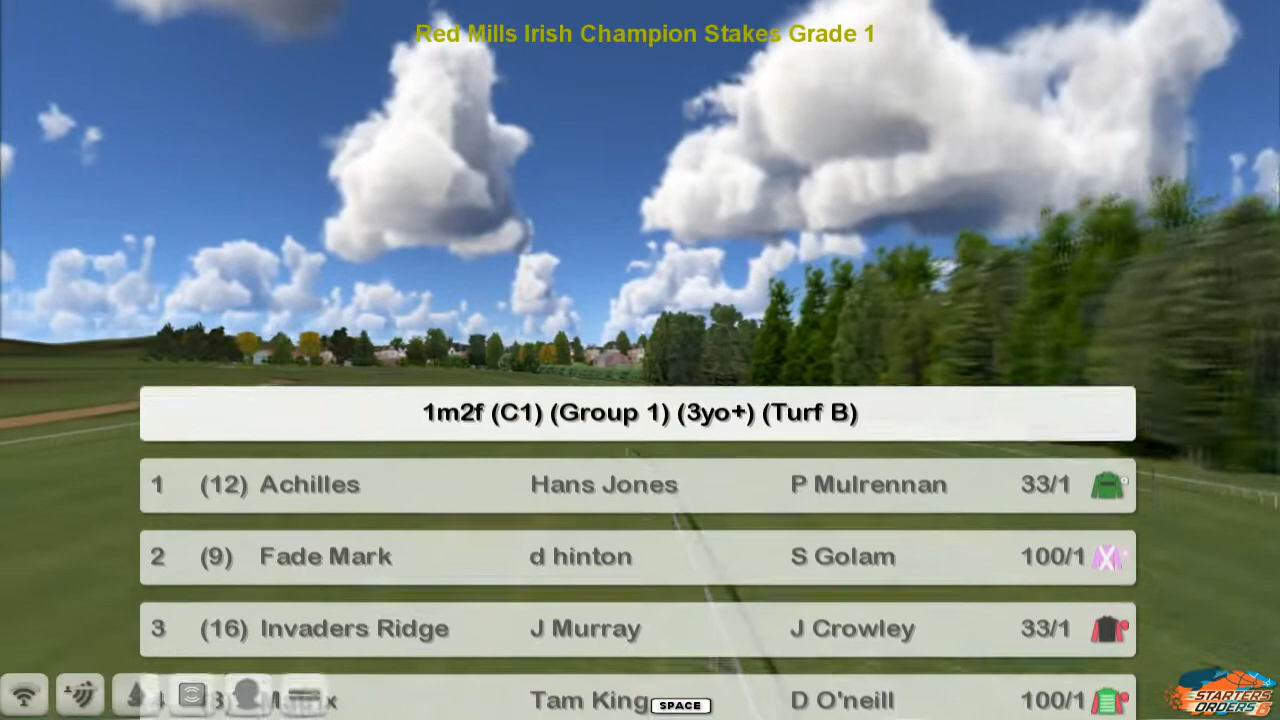 Red Mills Irish Champion Stakes Grade 1
1m2f (C1) (Group 1) (3yo+) (Turf B)
1 (12) Achilles Hans Jones P Mulrennan 33/1
2 (9) Fade Mark d hinton S Golam 100/1
3 (16) Invaders Ridge J Murray J Crowley 33/1
Tam King D O'neill 100/1
SPACE
STARTERS
ORDERS 6